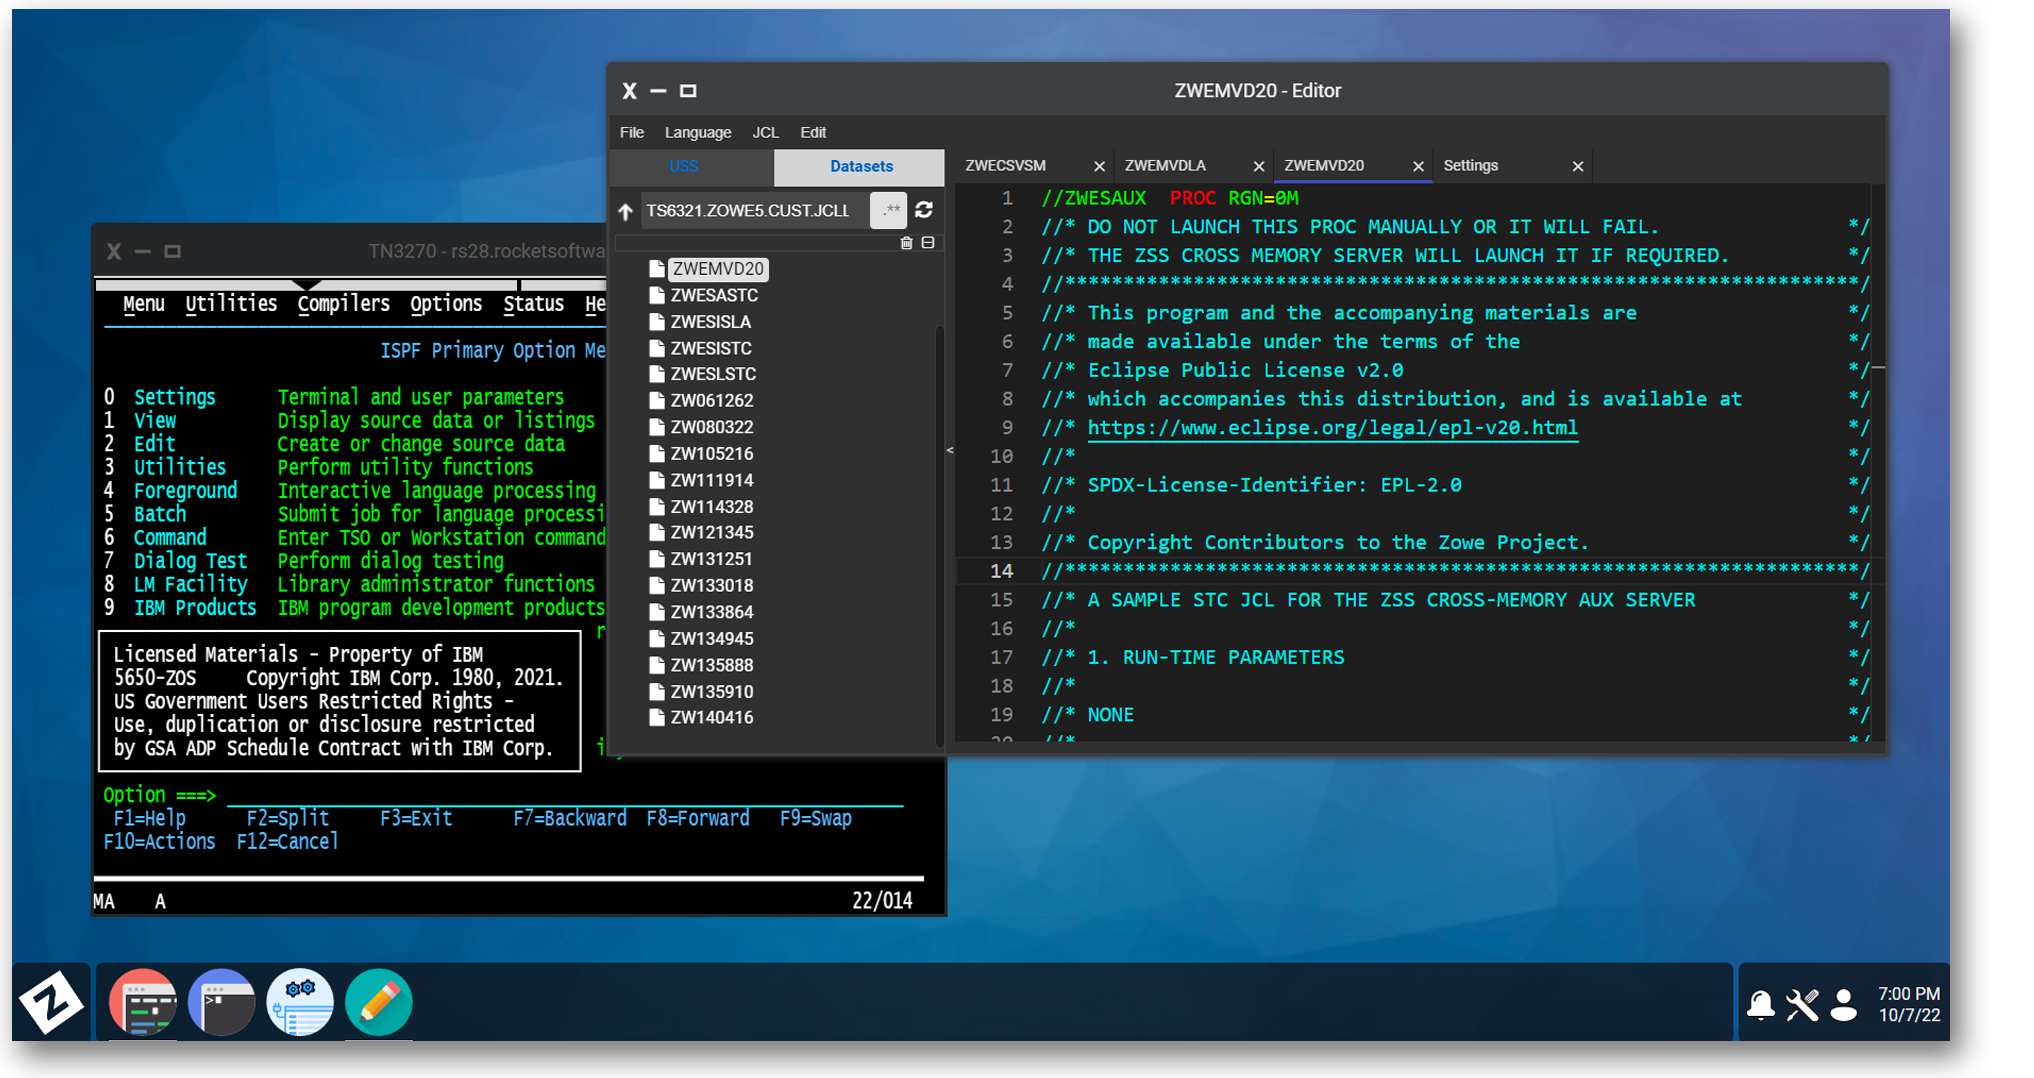 ZWEMVD20 - Editor
File Language JCL Edit
USS Datasets
TS6321.ZOWE5.CUST.JCLL .**
ZWEMVD20
ZWESASTC
ZWESISLA
ZWESISTC
ZWESLSTC
ZW061262
ZW080322
ZW105216
ZW111914
ZW114328
ZW121345
ZW131251
ZW133018
ZW133864
ZW134945
ZW135888
ZW135910
ZW140416
ZWECSVSM ZWEMVDLA ZWEMVD20 Settings
1 //ZWESAUX  PROC RGN=0M
2 //* DO NOT LAUNCH THIS PROC MANUALLY OR IT WILL FAIL. */
3 //* THE ZSS CROSS MEMORY SERVER WILL LAUNCH IT IF REQUIRED. */
4 //********************************************************************/
5 //* This program and the accompanying materials are */
6 //* made available under the terms of the */
7 //* Eclipse Public License v2.0 */
8 //* which accompanies this distribution, and is available at */
9 //* https://www.eclipse.org/legal/epl-v20.html */
10 //* */
11 //* SPDX-License-Identifier: EPL-2.0 */
12 //* */
13 //* Copyright Contributors to the Zowe Project. */
14 //********************************************************************/
15 //* A SAMPLE STC JCL FOR THE ZSS CROSS-MEMORY AUX SERVER */
16 //* */
17 //* 1. RUN-TIME PARAMETERS */
18 //* */
19 //* NONE */
20 //* */
TN3270 - rs28.rocketsoftwa
Menu Utilities Compilers Options Status He
ISPF Primary Option Me
0 Settings Terminal and user parameters
1 View Display source data or listings
2 Edit Create or change source data
3 Utilities Perform utility functions
4 Foreground Interactive language processing
5 Batch Submit job for language processi
6 Command Enter TSO or Workstation command
7 Dialog Test Perform dialog testing
8 LM Facility Library administrator functions
9 IBM Products IBM program development products
Licensed Materials - Property of IBM
5650-ZOS Copyright IBM Corp. 1980, 2021.
US Government Users Restricted Rights -
Use, duplication or disclosure restricted
by GSA ADP Schedule Contract with IBM Corp.
Option ===>
F1=Help F2=Split F3=Exit F7=Backward F8=Forward F9=Swap
F10=Actions F12=Cancel
MA A 22/014
7:00 PM
10/7/22